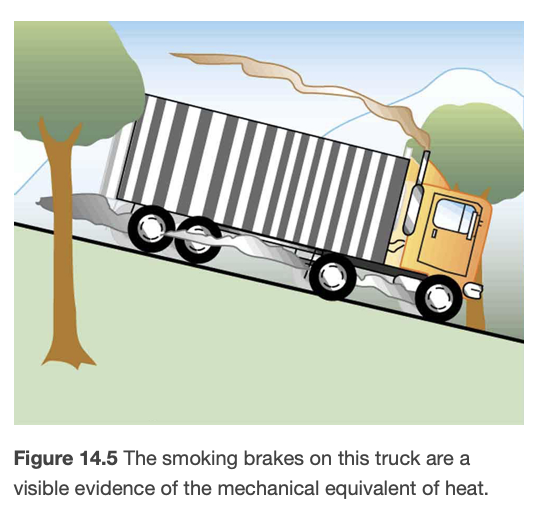 Figure 14.5 The smoking brakes on this truck are a
visible evidence of the mechanical equivalent of heat.